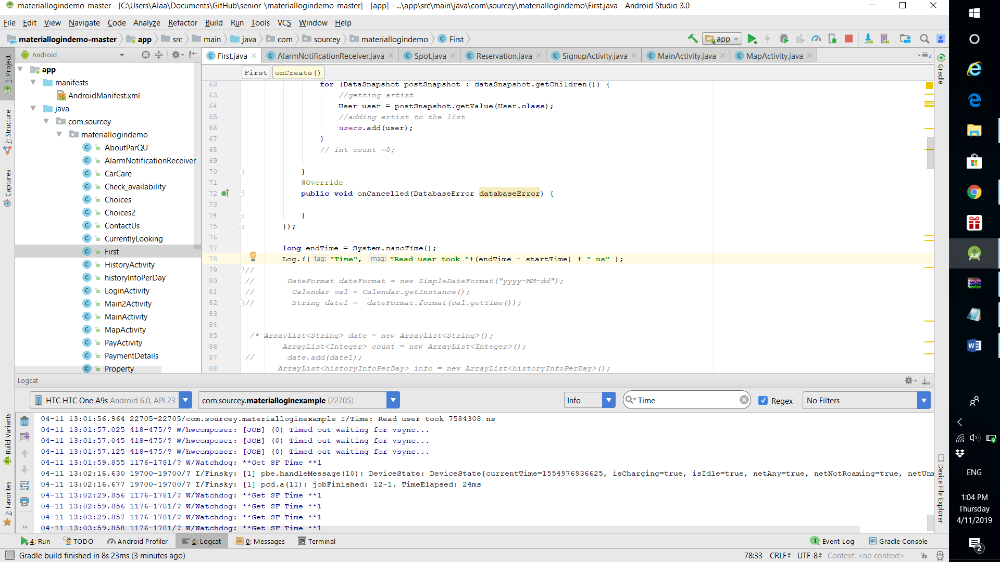 materiallogindemo-master - [C:\Users\Alaa\Documents\GitHub\senior-\materiallogindemo-master] - [app] - ...\app\src\main\java\com\sourcey\materiallogindemo\First.java - Android Studio 3.0
File Edit View Navigate Code Analyze Refactor Build Run Tools VCS Window Help
materiallogindemo-master app src main java com sourcey materiallogindemo First app
Android
First.java AlarmNotificationReceiver.java Spot.java Reservation.java SignupActivity.java MainActivity.java MapActivity.java
First onCreate()
1: Project
7: Structure
Captures
Build Variants
2: Favorites
app
manifests
AndroidManifest.xml
java
com.sourcey
materiallogindemo
AboutParQU
AlarmNotificationReceiver
CarCare
Check_availability
Choices
Choices2
ContactUs
CurrentlyLooking
First
HistoryActivity
historyInfoPerDay
LoginActivity
Main2Activity
MainActivity
MapActivity
PayActivity
PaymentDetails
Property
62 for (DataSnapshot postSnapshot : dataSnapshot.getChildren()) {
63 //getting artist
64 User user = postSnapshot.getValue(User.class);
65 //adding artist to the list
66 users.add(user);
67 }
68 // int count =0;
69
70 }
71 @Override
72 public void onCancelled(DatabaseError databaseError) {
73
74 }
75 });
76
77 long endTime = System.nanoTime();
78 Log.i( tag: "Time", msg: "Read user took "+(endTime - startTime) + " ns" );
79 //
80 // DateFormat dateFormat = new SimpleDateFormat("yyyy-MM-dd");
81 // Calendar cal = Calendar.getInstance();
82 // String date1 = dateFormat.format(cal.getTime());
83
84
85 /* ArrayList<String> date = new ArrayList<String>();
86 ArrayList<Integer> count = new ArrayList<Integer>();
87 // date.add(date1);
88 ArrayList<historyInfoPerDay> info = new ArrayList<historyInfoPerDay>();
Gradle
Device File Explorer
Logcat
HTC HTC One A9s Android 6.0, API 23 com.sourcey.materialloginexample (22705) Info Time Regex No Filters
04-11 13:01:56.964 22705-22705/com.sourcey.materialloginexample I/Time: Read user took 7584308 ns
04-11 13:01:57.025 418-475/? W/hwcomposer: [JOB] (0) Timed out waiting for vsync...
04-11 13:01:57.045 418-475/? W/hwcomposer: [JOB] (0) Timed out waiting for vsync...
04-11 13:01:57.125 418-475/? W/hwcomposer: [JOB] (0) Timed out waiting for vsync...
04-11 13:01:59.855 1176-1781/? W/Watchdog: **Get SF Time **1
04-11 13:02:16.630 19700-19700/? I/Finsky: [1] pbe.handleMessage(10): DeviceState: DeviceState{currentTime=1554976936625, isCharging=true, isIdle=true, netAny=true, netNotRoaming=true, netUnm
04-11 13:02:16.677 19700-19700/? I/Finsky: [1] pcd.a(11): jobFinished: 12-1. TimeElapsed: 24ms
04-11 13:02:29.856 1176-1781/? W/Watchdog: **Get SF Time **1
04-11 13:02:59.856 1176-1781/? W/Watchdog: **Get SF Time **1
04-11 13:03:29.857 1176-1781/? W/Watchdog: **Get SF Time **1
04-11 13:03:59.858 1176-1781/? W/Watchdog: **Get SF Time **1
4: Run TODO Android Profiler 6: Logcat 0: Messages Terminal 1 Event Log Gradle Console
Gradle build finished in 8s 23ms (3 minutes ago) 78:33 CRLF UTF-8 Context: <no context>
ENG
1:04 PM
Thursday
4/11/2019
2